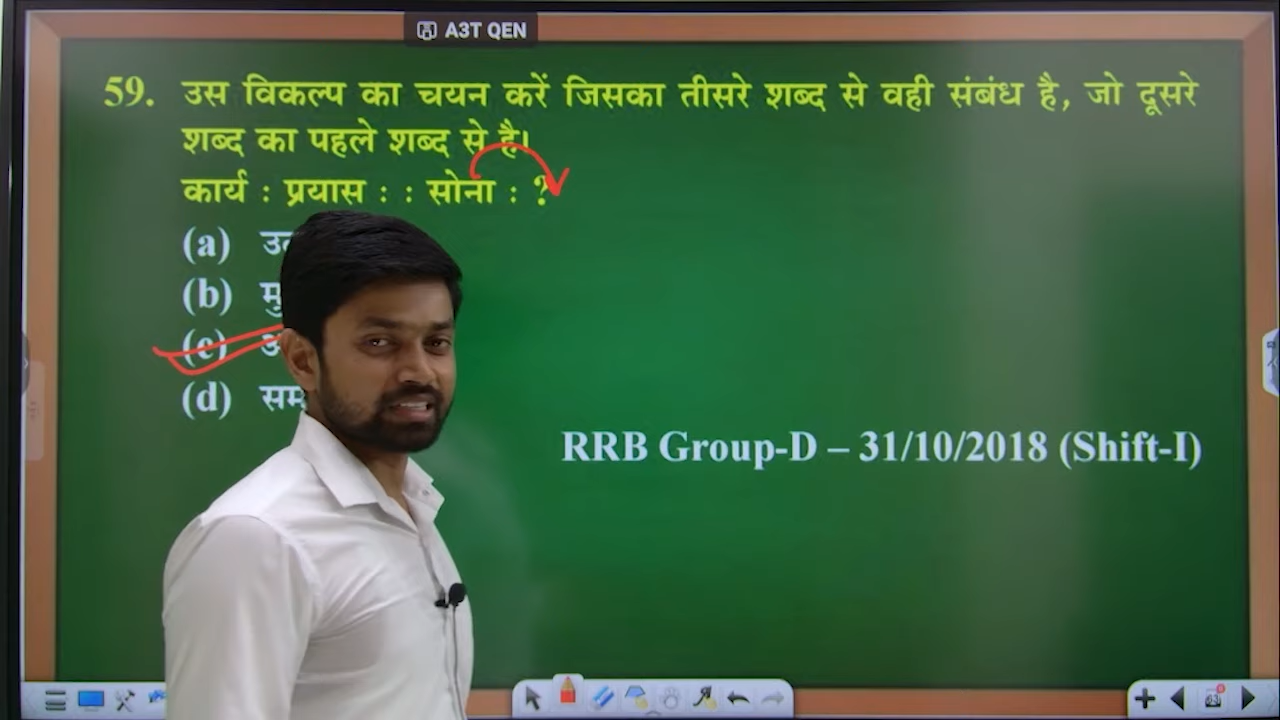 A3T QEN
59. उस विकल्प का चयन करें जिसका तीसरे शब्द से वही संबंध है, जो दूसरे
शब्द का पहले शब्द से है।
कार्य : प्रयास : : सोना : ?
(a)
(b)
(c)
(d)
RRB Group-D – 31/10/2018 (Shift-I)